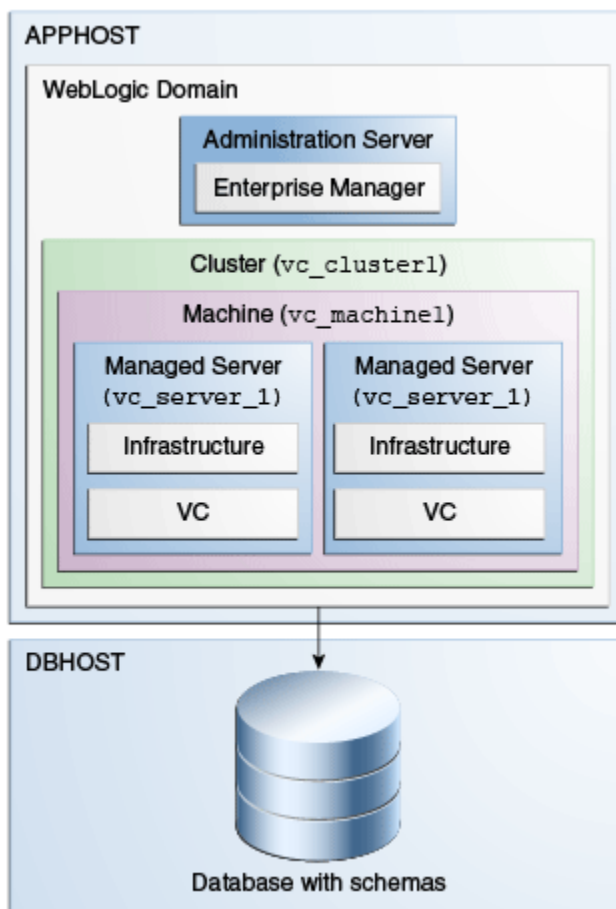 APPHOST
WebLogic Domain
Administration Server
Enterprise Manager
Cluster (vc_cluster1)
Machine (vc_machine1)
Managed Server
(vc_server_1)
Infrastructure
VC
Managed Server
(vc_server_1)
Infrastructure
VC
DBHOST
Database with schemas